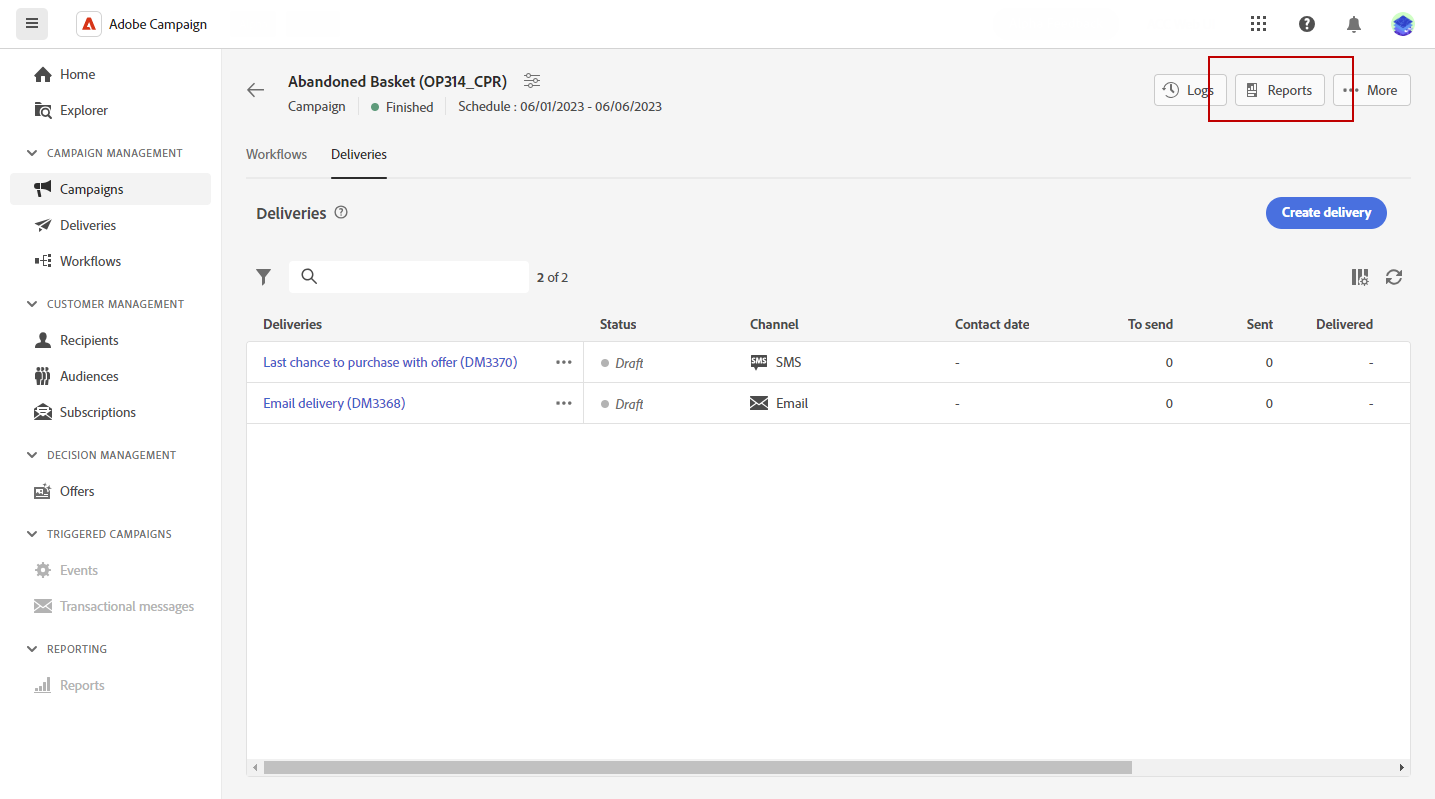 Adobe Campaign
Home
Explorer
CAMPAIGN MANAGEMENT
Campaigns
Deliveries
Workflows
CUSTOMER MANAGEMENT
Recipients
Audiences
Subscriptions
DECISION MANAGEMENT
Offers
TRIGGERED CAMPAIGNS
Events
Transactional messages
REPORTING
Reports
Abandoned Basket (OP314_CPR)
Campaign Finished Schedule : 06/01/2023 - 06/06/2023
Logs Reports More
Workflows Deliveries
Deliveries
Create delivery
2 of 2
Deliveries Status Channel Contact date To send Sent Delivered
Last chance to purchase with offer (DM3370) Draft SMS SMS - 0 0 -
Email delivery (DM3368) Draft Email - 0 0 -